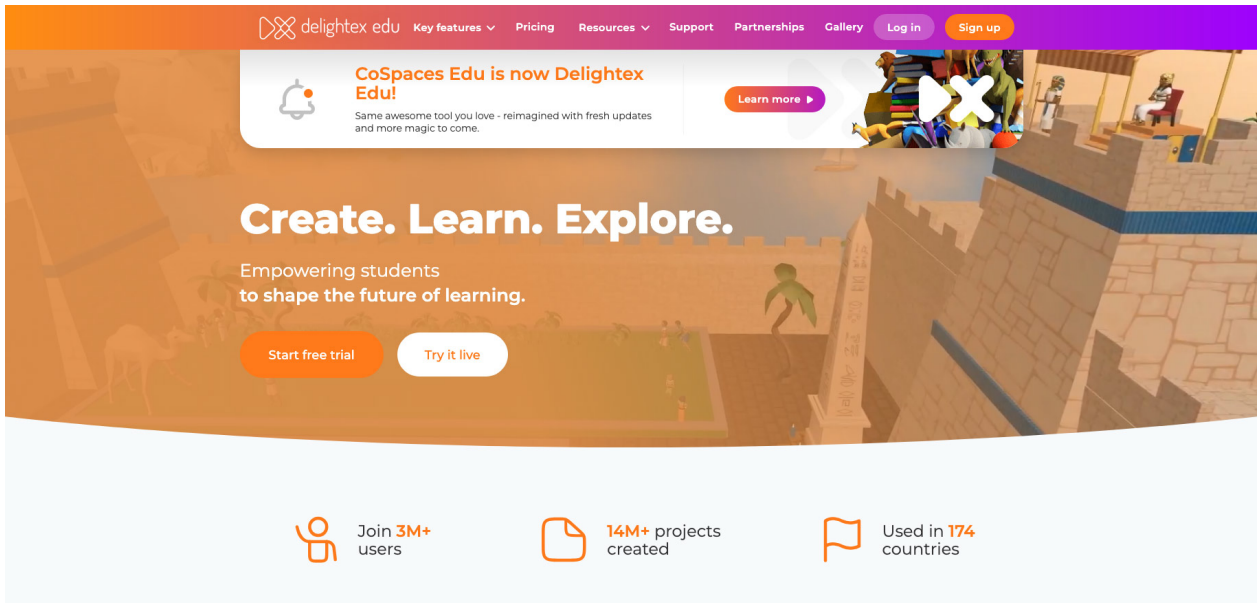 delightex edu Key features Pricing Resources Support Partnerships Gallery Log in Sign up
CoSpaces Edu is now Delightex
Edu!
Same awesome tool you love - reimagined with fresh updates
and more magic to come.
Learn more
Create. Learn. Explore.
Empowering students
to shape the future of learning.
Start free trial Try it live
Join 3M+
users
14M+ projects
created
Used in 174
countries